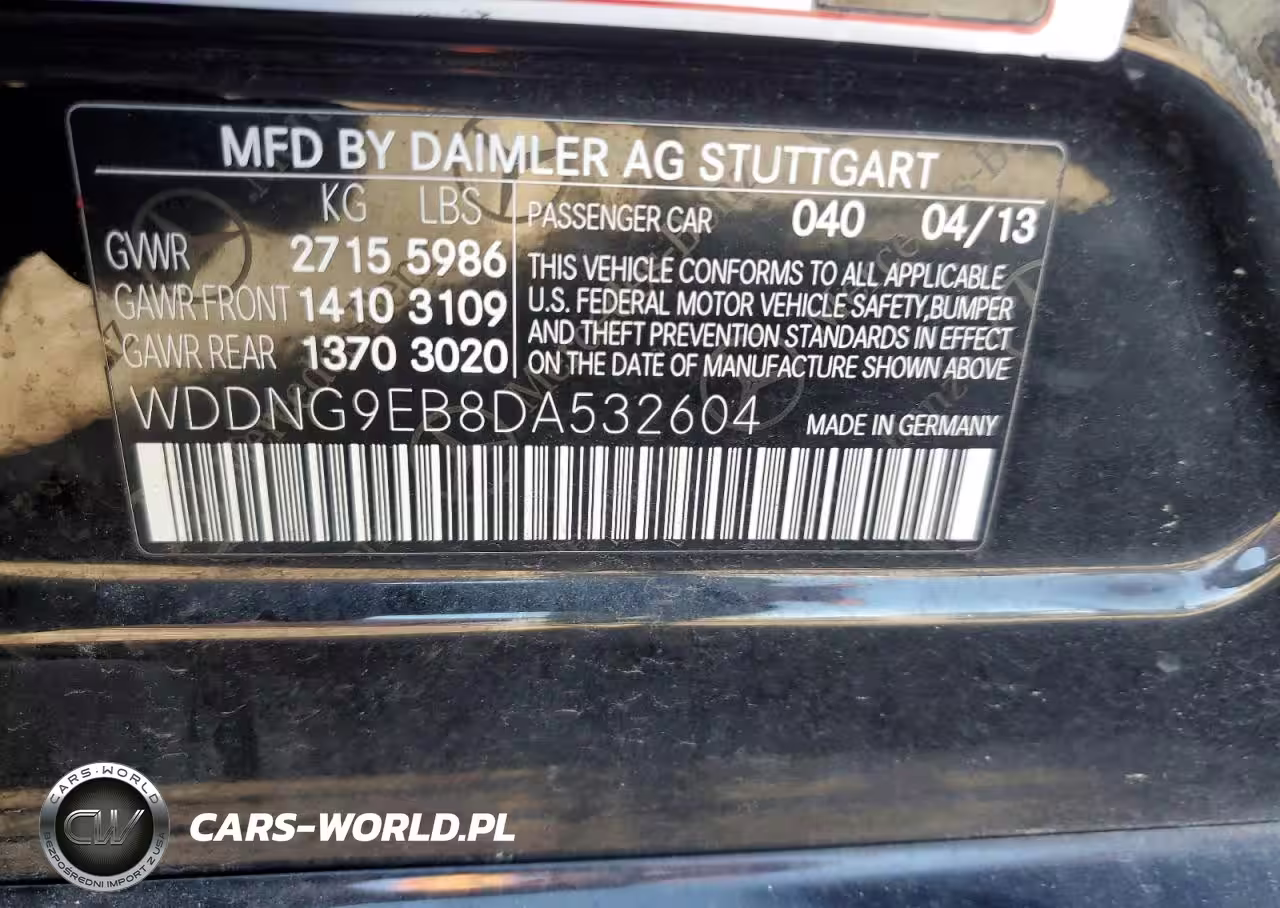 MFD BY DAIMLER AG STUTTGART
KG LBS
GVWR 2715 5986
GAWR FRONT 1410 3109
GAWR REAR 1370 3020
PASSENGER CAR 040 04/13
THIS VEHICLE CONFORMS TO ALL APPLICABLE
U.S. FEDERAL MOTOR VEHICLE SAFETY,BUMPER
AND THEFT PREVENTION STANDARDS IN EFFECT
ON THE DATE OF MANUFACTURE SHOWN ABOVE
WDDNG9EB8DA532604 MADE IN GERMANY
CARS-WORLD
CW
BEZPOŚREDNI IMPORT Z USA
CARS-WORLD.PL